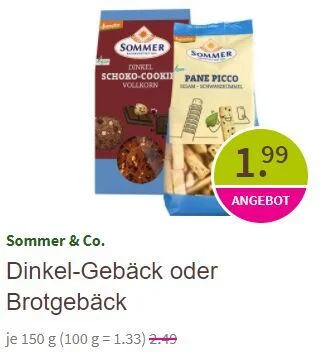 demeter
SOMMER
DINKEL
SCHOKO-COOKIE
VOLLKORN
demeter
SOMMER
PANE PICCO
SESAM - SCHWARZKÜMMEL
1.99
ANGEBOT
Sommer & Co.
Dinkel-Gebäck oder
Brotgebäck
je 150 g (100 g = 1.33) 2.49